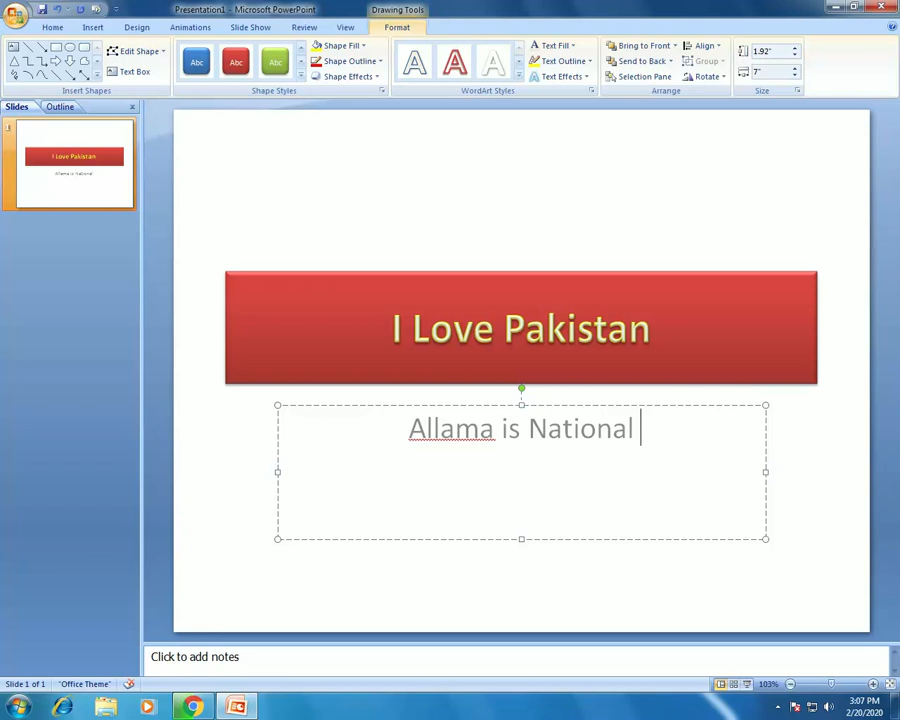 Presentation1 - Microsoft PowerPoint
Drawing Tools
Home Insert Design Animations Slide Show Review View Format
Edit Shape
Text Box
Insert Shapes
Abc Abc Abc
Shape Fill
Shape Outline
Shape Effects
Shape Styles
A A A
Text Fill
Text Outline
Text Effects
WordArt Styles
Bring to Front
Send to Back
Selection Pane
Align
Group
Rotate
Arrange
1.92"
7"
Size
Slides Outline
1
I Love Pakistan
Allama is National
I Love Pakistan
Allama is National
Click to add notes
Slide 1 of 1 "Office Theme" 103%
3:07 PM
2/20/2020